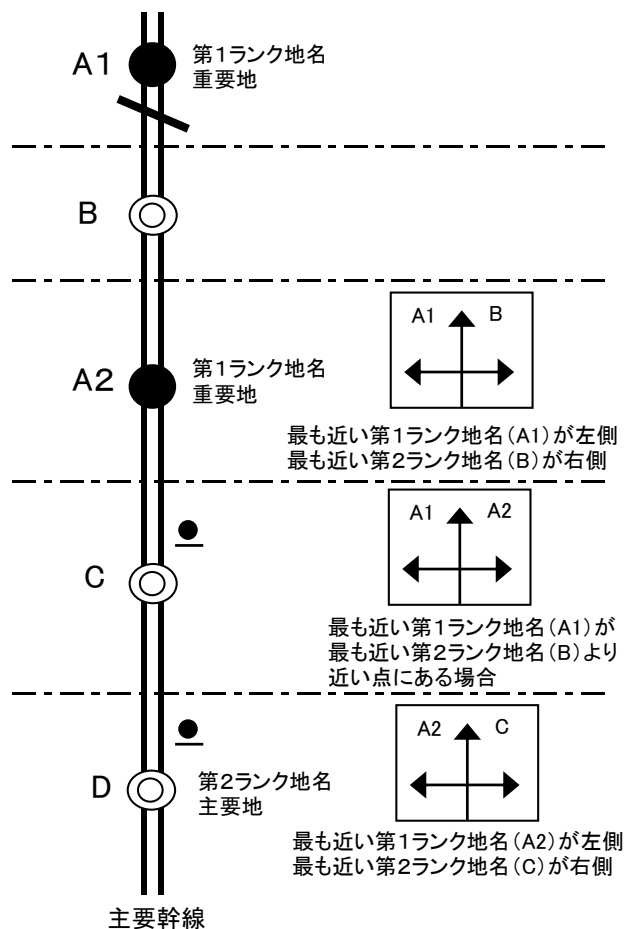 A1
第1ランク地名
重要地
B
A2
第1ランク地名
重要地
A1 B
最も近い第1ランク地名(A1)が左側
最も近い第2ランク地名(B)が右側
A1 A2
C
最も近い第1ランク地名(A1)が
最も近い第2ランク地名(B)より
近い点にある場合
A2 C
D
第2ランク地名
主要地
最も近い第1ランク地名(A2)が左側
最も近い第2ランク地名(C)が右側
主要幹線